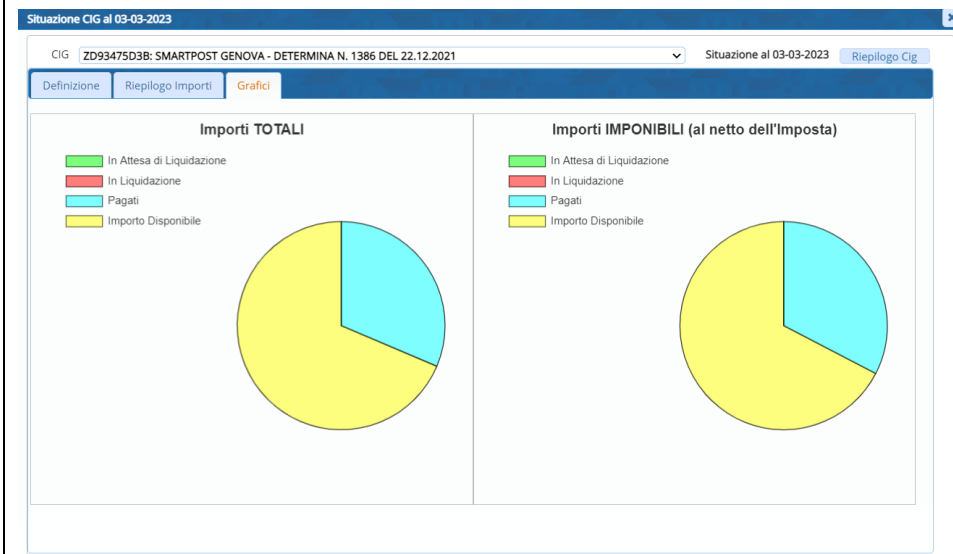 Situazione CIG al 03-03-2023
CIG ZD93475D3B: SMARTPOST GENOVA - DETERMINA N. 1386 DEL 22.12.2021 Situazione al 03-03-2023 Riepilogo Cig
Definizione Riepilogo Importi Grafici
Importi TOTALI
In Attesa di Liquidazione
In Liquidazione
Pagati
Importo Disponibile
Importi IMPONIBILI (al netto dell'Imposta)
In Attesa di Liquidazione
In Liquidazione
Pagati
Importo Disponibile